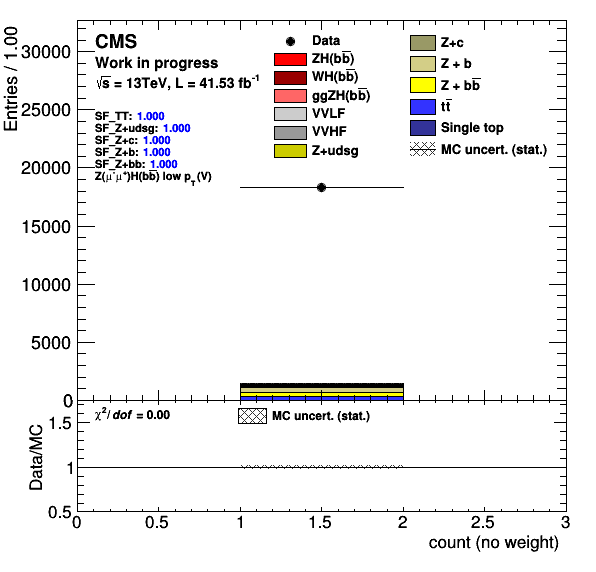 CMS
Work in progress
√s = 13TeV, L = 41.53 fb⁻¹
SF_TT: 1.000
SF_Z+udsg: 1.000
SF_Z+c: 1.000
SF_Z+b: 1.000
SF_Z+bb: 1.000
Z(μ⁻μ⁺)H(bb̅) low p_T(V)
Data
ZH(bb̅)
WH(bb̅)
ggZH(bb̅)
VVLF
VVHF
Z+udsg
Z+c
Z + b
Z + bb̅
tt̅
Single top
MC uncert. (stat.)
Entries / 1.00
30000
25000
20000
15000
10000
5000
0
χ²/dof = 0.00
MC uncert. (stat.)
Data/MC
1.5
1
0.5
0
0.5
1
1.5
2
2.5
3
count (no weight)